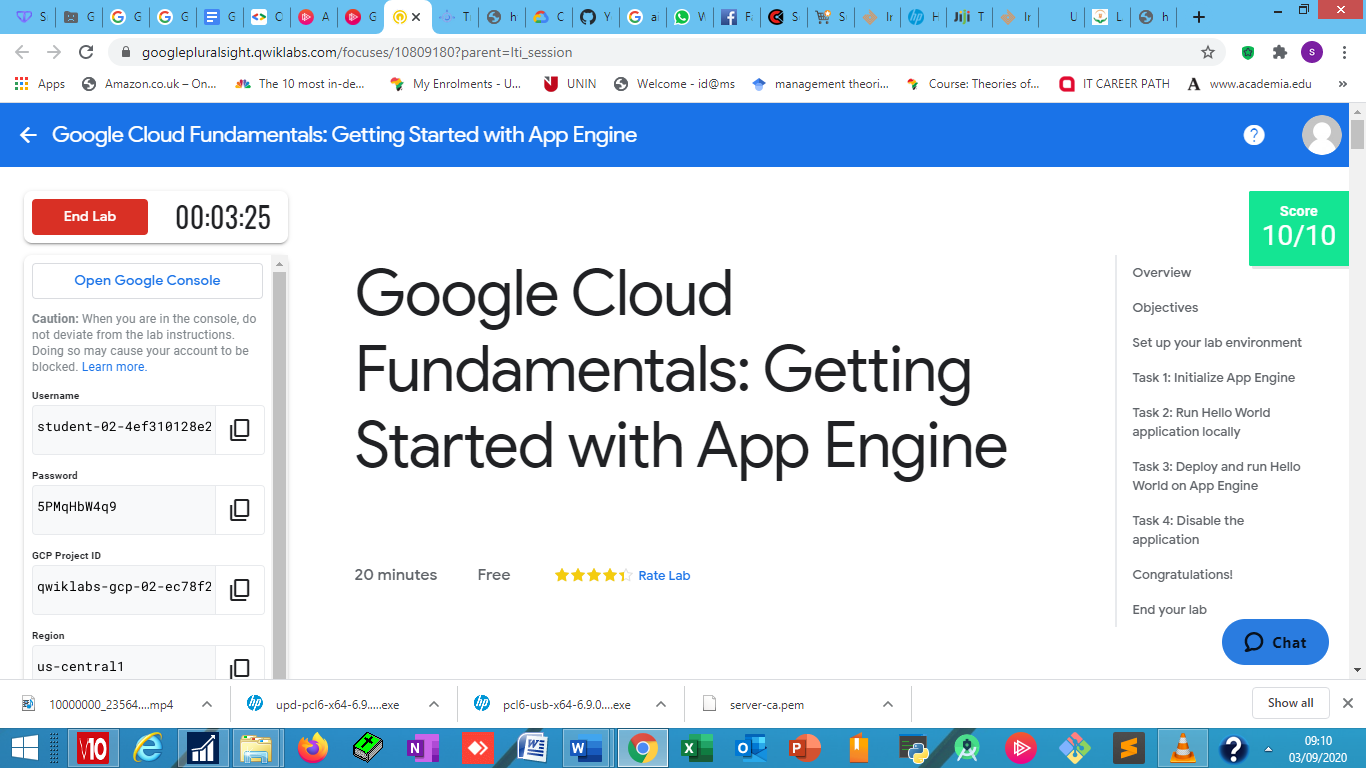 S
G
G
G
G
C
A
G
T
h
C
Y
a
W
F
S
S
In
H
T
In
U
L
h
googlepluralsight.qwiklabs.com/focuses/10809180?parent=lti_session
S
Apps
Amazon.co.uk – On...
The 10 most in-de...
My Enrolments - U...
UNIN
Welcome - id@ms
management theori...
Course: Theories of...
IT CAREER PATH
www.academia.edu
»
Google Cloud Fundamentals: Getting Started with App Engine
?
End Lab
00:03:25
Score
10/10
Open Google Console
Caution: When you are in the console, do
not deviate from the lab instructions.
Doing so may cause your account to be
blocked. Learn more.
Username
student-02-4ef310128e2
Password
5PMqHbW4q9
GCP Project ID
qwiklabs-gcp-02-ec78f2
Region
us-central1
Google Cloud
Fundamentals: Getting
Started with App Engine
20 minutes
Free
Rate Lab
Overview
Objectives
Set up your lab environment
Task 1: Initialize App Engine
Task 2: Run Hello World
application locally
Task 3: Deploy and run Hello
World on App Engine
Task 4: Disable the
application
Congratulations!
End your lab
Chat
10000000_23564....mp4
upd-pcl6-x64-6.9.....exe
pcl6-usb-x64-6.9.0....exe
server-ca.pem
Show all
09:10
03/09/2020